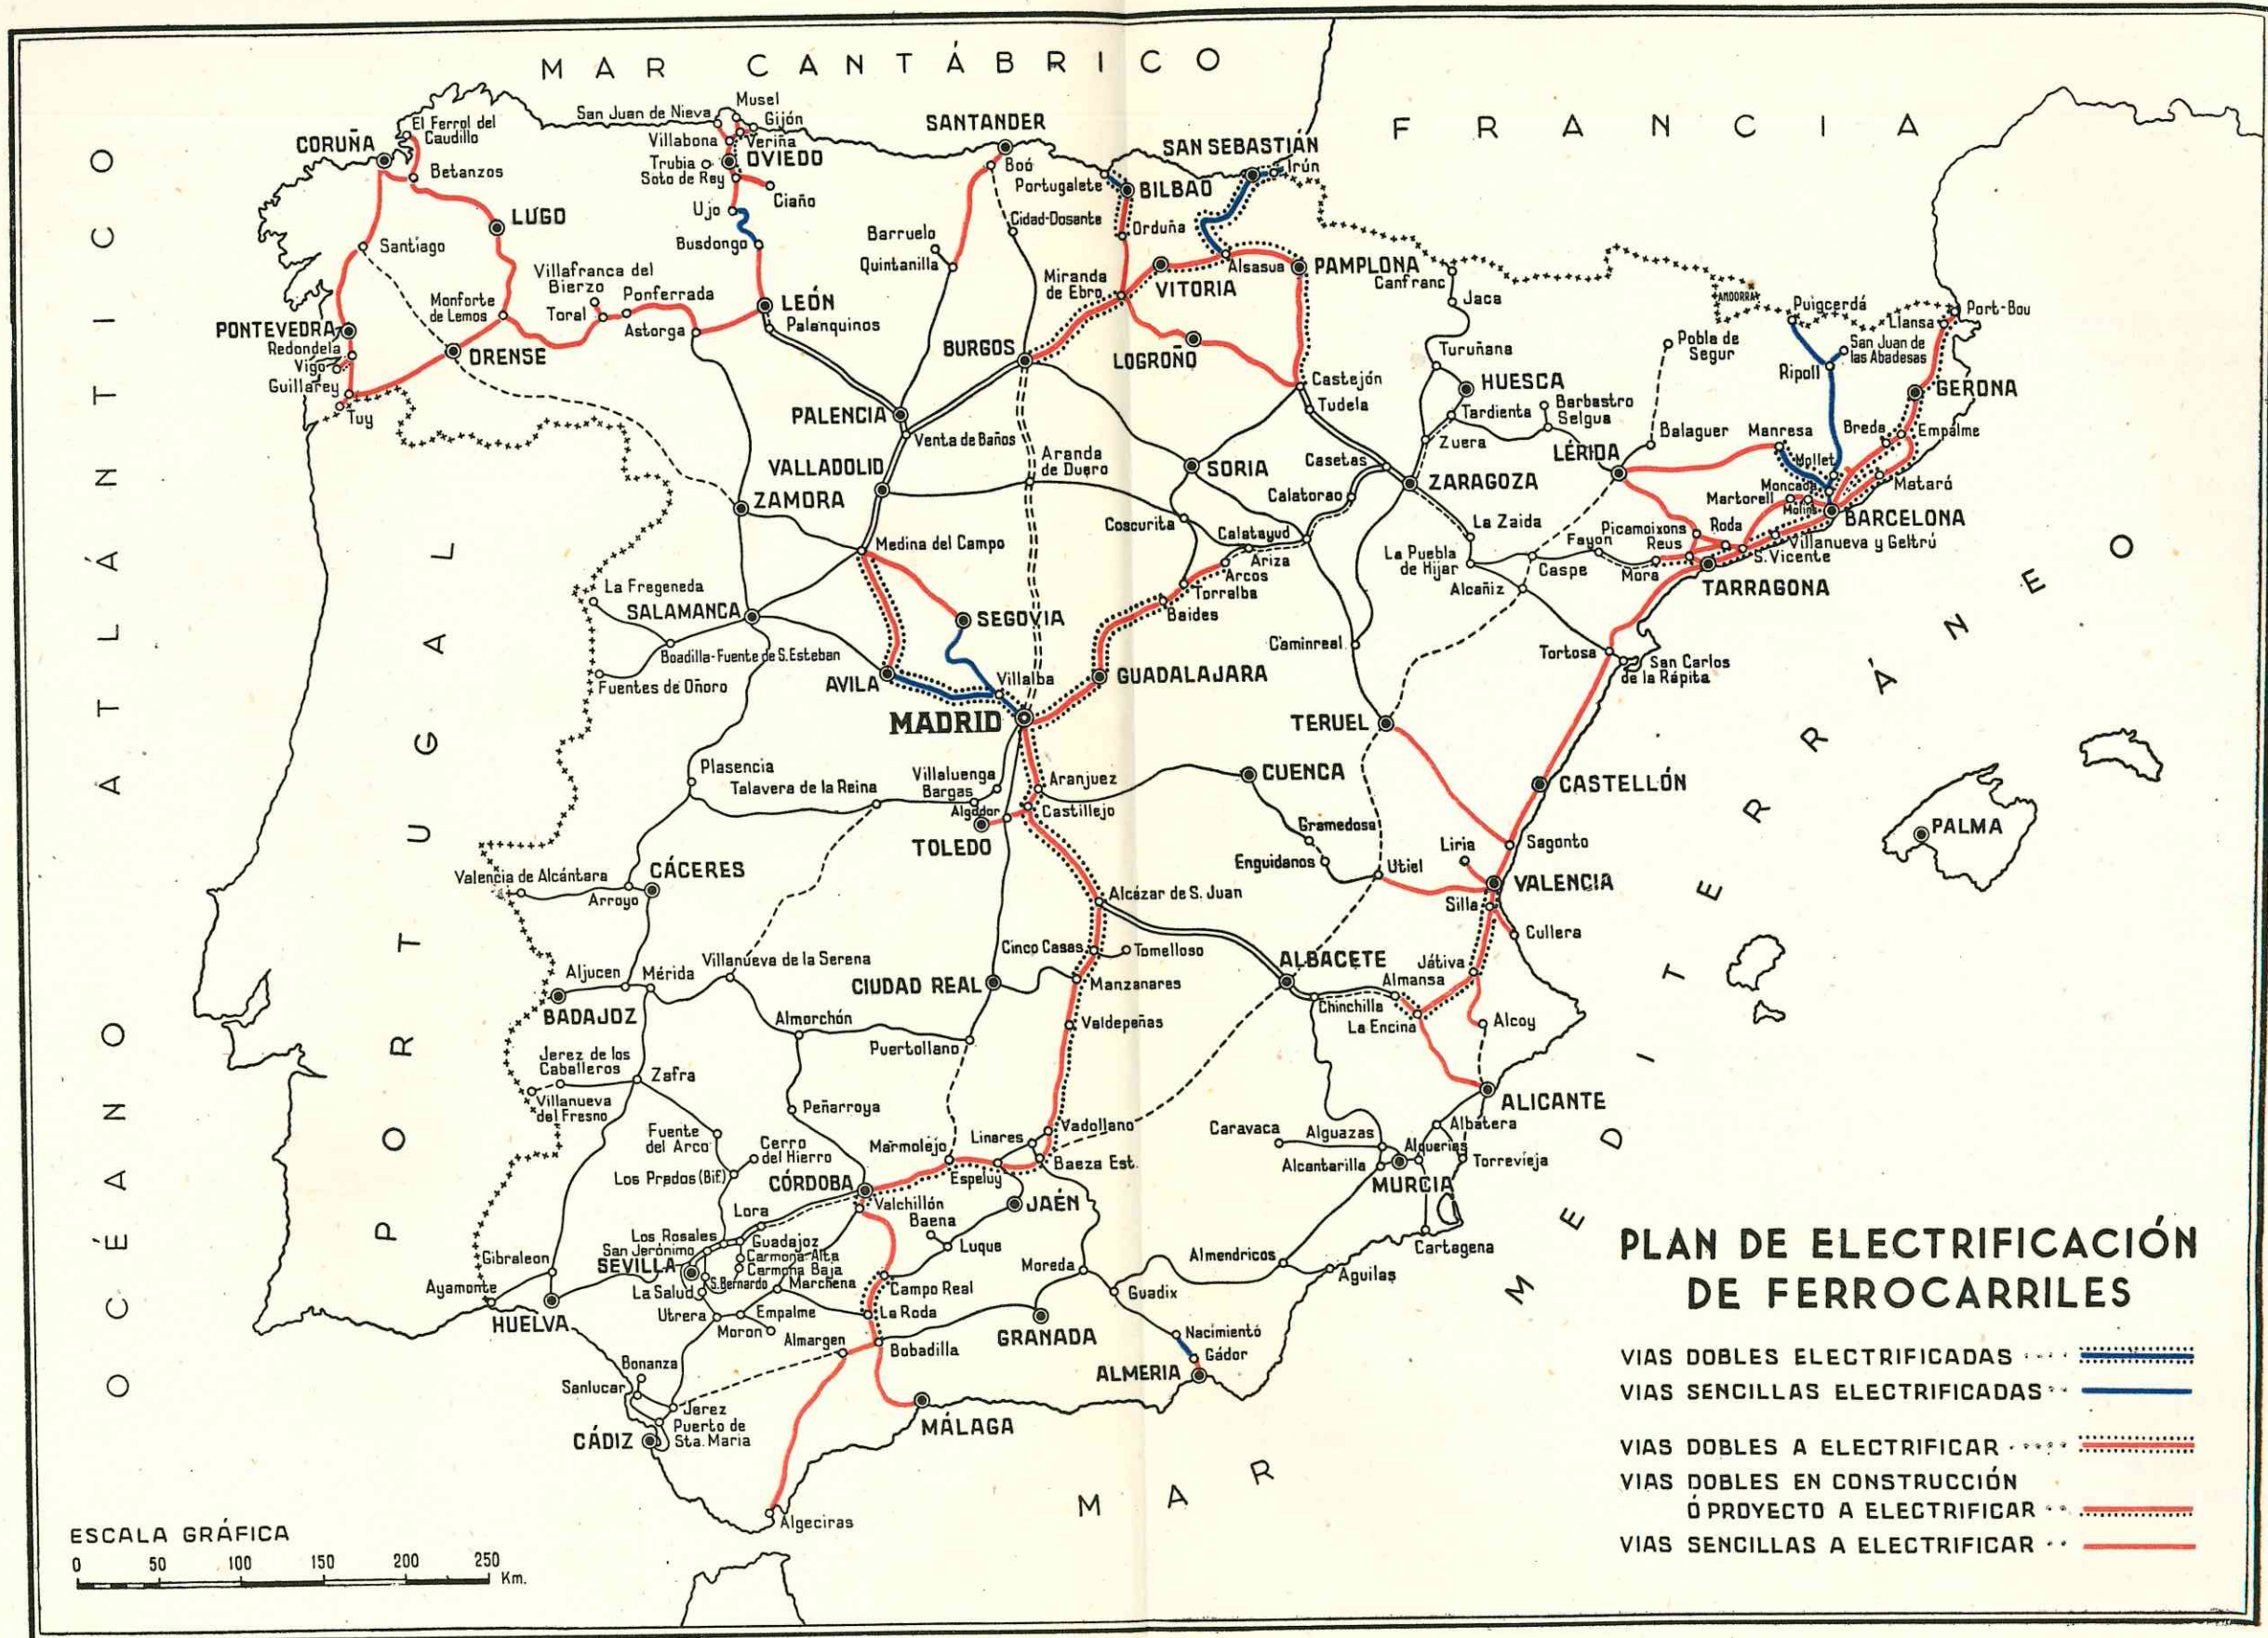 MAR CANTÁBRICO
FRANCIA
OCÉANO ATLÁNTICO
PORTUGAL
MAR MEDITERRÁNEO
San Juan de Nieva
Musel
Gijón
Villabona
Veriña
Trubia
OVIEDO
Soto de Rey
Ciaño
Ujo
Busdongo
El Ferrol del
Caudillo
CORUÑA
Betanzos
LUGO
Santiago
Villafranca del
Bierzo
Ponferrada
Toral
Monforte
de Lemos
Astorga
LEÓN
Palanquinos
PONTEVEDRA
Redondela
Vigo
Guillarey
Tuy
ORENSE
SANTANDER
Boó
Cidad-Dosante
Barruelo
Quintanilla
Portugalete
BILBAO
Orduña
SAN SEBASTIÁN
Irún
Miranda
de Ebro
VITORIA
Alsasua
PAMPLONA
Canfranc
Jaca
BURGOS
LOGROÑO
Castejón
Tudela
Turuñana
HUESCA
Tardienta
Barbastro
Selgua
Zuera
ANDORRA
Puigcerdá
Port-Bou
Llansa
San Juan de
las Abadesas
Ripoll
Pobla de
Segur
GERONA
Balaguer
Manresa
Breda
Empalme
LÉRIDA
Mollet
Moncada
Mataró
Martorell
Molins
BARCELONA
Picamoixons
Roda
Villanueva y Geltrú
Fayon
Reus
S. Vicente
Mora
TARRAGONA
PALENCIA
Venta de Baños
VALLADOLID
ZAMORA
Aranda
de Duero
SORIA
Casetas
ZARAGOZA
Calatorao
Coscurita
Calatayud
Ariza
Arcos
Torralba
Baides
La Zaida
La Puebla
de Hijar
Caspe
Alcañiz
Medina del Campo
La Fregeneda
SALAMANCA
SEGOVIA
Boadilla-Fuente de S. Esteban
Fuentes de Oñoro
AVILA
Villalba
GUADALAJARA
MADRID
Caminreal
Tortosa
San Carlos
de la Rápita
TERUEL
CASTELLÓN
Plasencia
Talavera de la Reina
Villaluenga
Bargas
Aranjuez
Algodor
Castillejo
TOLEDO
CUENCA
Gramedosa
Enguidanos
Utiel
Liria
Sagonto
VALENCIA
Silla
Cullera
PALMA
Valencia de Alcántara
CÁCERES
Arroyo
Alcázar de S. Juan
Cinco Casas
Tomelloso
ALBACETE
Játiva
Almansa
Chinchilla
La Encina
Alcoy
Aljucen
Mérida
Villanueva de la Serena
CIUDAD REAL
Manzanares
BADAJOZ
Almorchón
Puertollano
Valdepeñas
Jerez de los
Caballeros
Zafra
Villanueva
del Fresno
Peñarroya
ALICANTE
Albatera
Fuente
del Arco
Cerro
del Hierro
Los Prados (Bif.)
Marmolejo
Linares
Vadollano
Baeza Est.
Espeluy
Caravaca
Alguazas
Alquerías
Alcantarilla
Torrevieja
MURCIA
CÓRDOBA
Valchillón
JAÉN
Baena
Luque
Lora
Los Rosales
Guadajoz
San Jerónimo
Carmona Alta
Carmona Baja
SEVILLA
S. Bernardo
Marchena
La Salud
Campo Real
Gibraleon
Ayamonte
HUELVA
Utrera
Empalme
Moron
La Roda
Almargen
Bobadilla
Moreda
Guadix
GRANADA
Almendricos
Aguilas
Cartagena
Nacimiento
Gádor
ALMERIA
Bonanza
Sanlucar
Jerez
Puerto de
Sta. Maria
CÁDIZ
MÁLAGA
Algeciras
PLAN DE ELECTRIFICACIÓN
DE FERROCARRILES
VIAS DOBLES ELECTRIFICADAS
VIAS SENCILLAS ELECTRIFICADAS
VIAS DOBLES A ELECTRIFICAR
VIAS DOBLES EN CONSTRUCCIÓN
Ó PROYECTO A ELECTRIFICAR
VIAS SENCILLAS A ELECTRIFICAR
ESCALA GRÁFICA
0 50 100 150 200 250
Km.